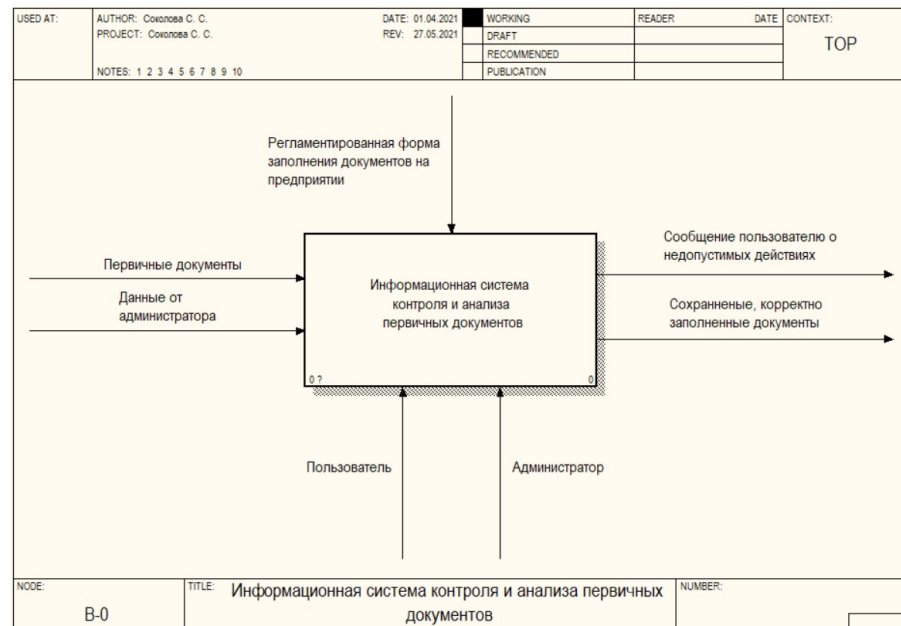 USED AT:
AUTHOR: Соколова С. С.
DATE: 01.04.2021
PROJECT: Соколова С. С.
REV: 27.05.2021
NOTES: 1 2 3 4 5 6 7 8 9 10
WORKING
DRAFT
RECOMMENDED
PUBLICATION
READER
DATE
CONTEXT:
TOP
Регламентированная форма
заполнения документов на
предприятии
Первичные документы
Данные от
администратора
Информационная система
контроля и анализа
первичных документов
0 ?
0
Сообщение пользователю о
недопустимых действиях
Сохранненые, корректно
заполненные документы
Пользователь
Администратор
NODE:
B-0
TITLE:
Информационная система контроля и анализа первичных
документов
NUMBER: